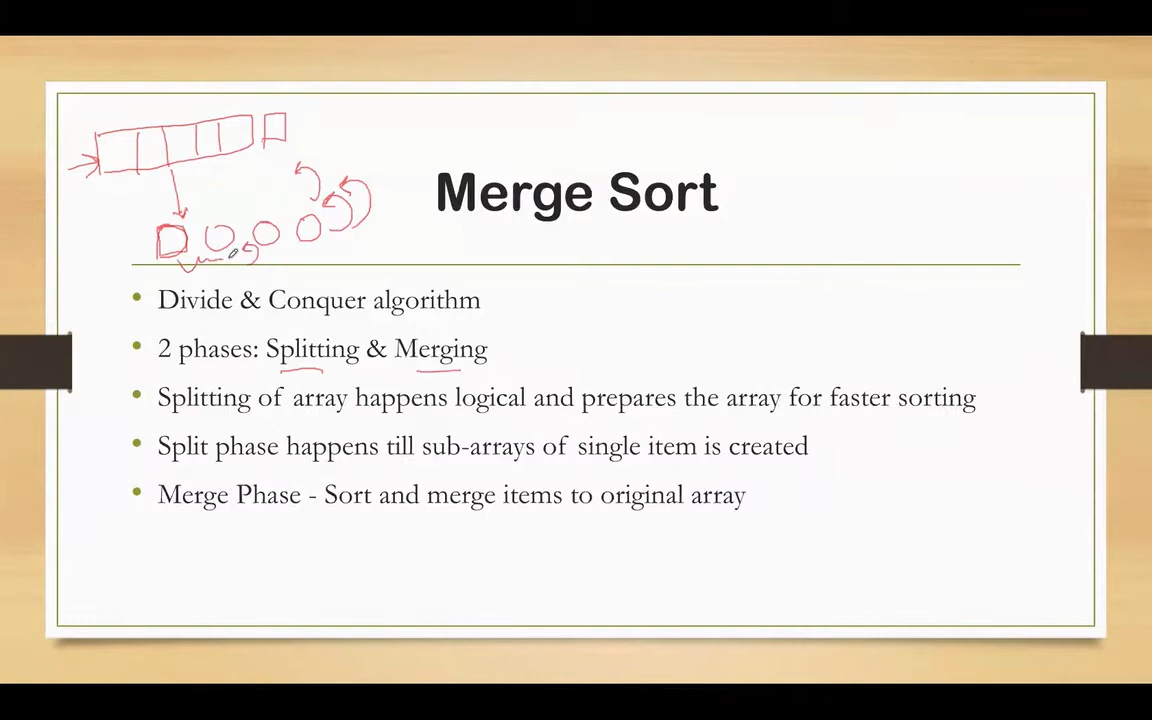 Merge Sort
• Divide & Conquer algorithm
• 2 phases: Splitting & Merging
• Splitting of array happens logical and prepares the array for faster sorting
• Split phase happens till sub-arrays of single item is created
• Merge Phase - Sort and merge items to original array